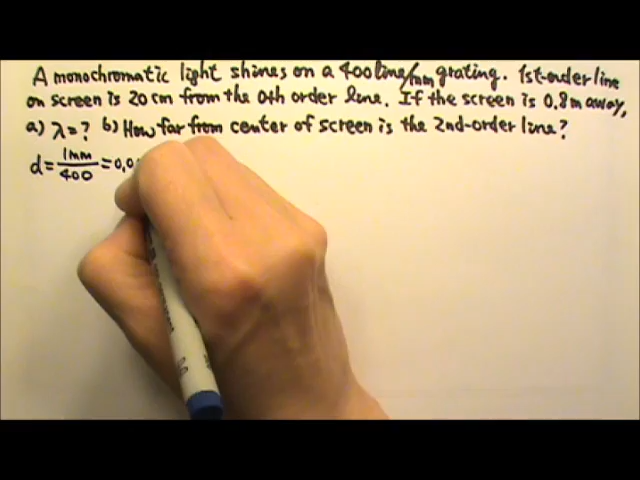 A monochromatic light shines on a 400 line/mm grating. 1st-order line
on screen is 20 cm from the 0th order line. If the screen is 0.8m away,
a) λ=? b) How far from center of screen is the 2nd-order line?
d = 1mm/400 = 0.0